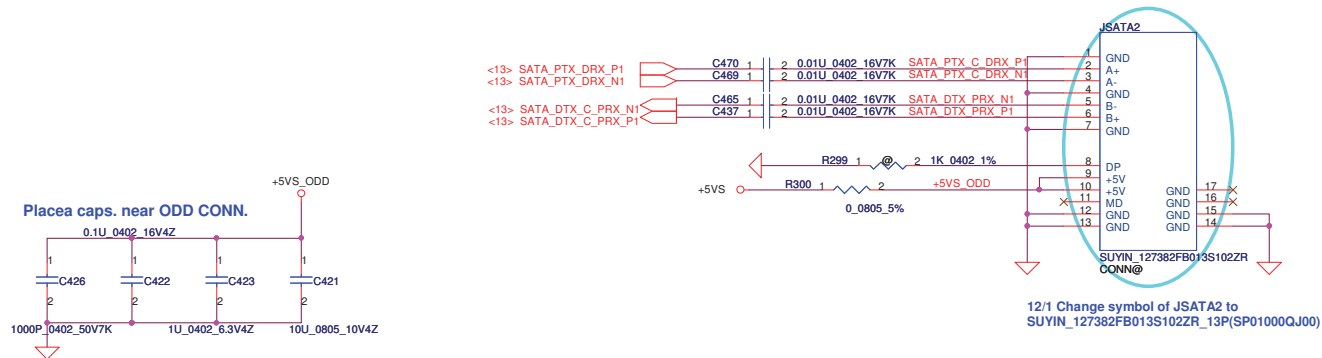 JSATA2
1
GND
<13> SATA_PTX_DRX_P1 C470 1 2 0.01U_0402_16V7K SATA_PTX_C_DRX_P1 2 A+
<13> SATA_PTX_DRX_N1 C469 1 2 0.01U_0402_16V7K SATA_PTX_C_DRX_N1 3 A-
4 GND
<13> SATA_DTX_C_PRX_N1 C465 1 2 0.01U_0402_16V7K SATA_DTX_PRX_N1 5 B-
<13> SATA_DTX_C_PRX_P1 C437 1 2 0.01U_0402_16V7K SATA_DTX_PRX_P1 6 B+
7 GND
R299 1 @ 2 1K_0402_1% 8 DP
9 +5V
+5VS R300 1 2 +5VS_ODD 10 +5V GND 17
0_0805_5%
11 MD GND 16
12 GND GND 15
13 GND GND 14
SUYIN_127382FB013S102ZR
CONN@
12/1 Change symbol of JSATA2 to
SUYIN_127382FB013S102ZR_13P(SP01000QJ00)
+5VS_ODD
Placea caps. near ODD CONN.
0.1U_0402_16V4Z
1 1 1 1
C426 C422 C423 C421
2 2 2 2
1000P_0402_50V7K 1U_0402_6.3V4Z 10U_0805_10V4Z